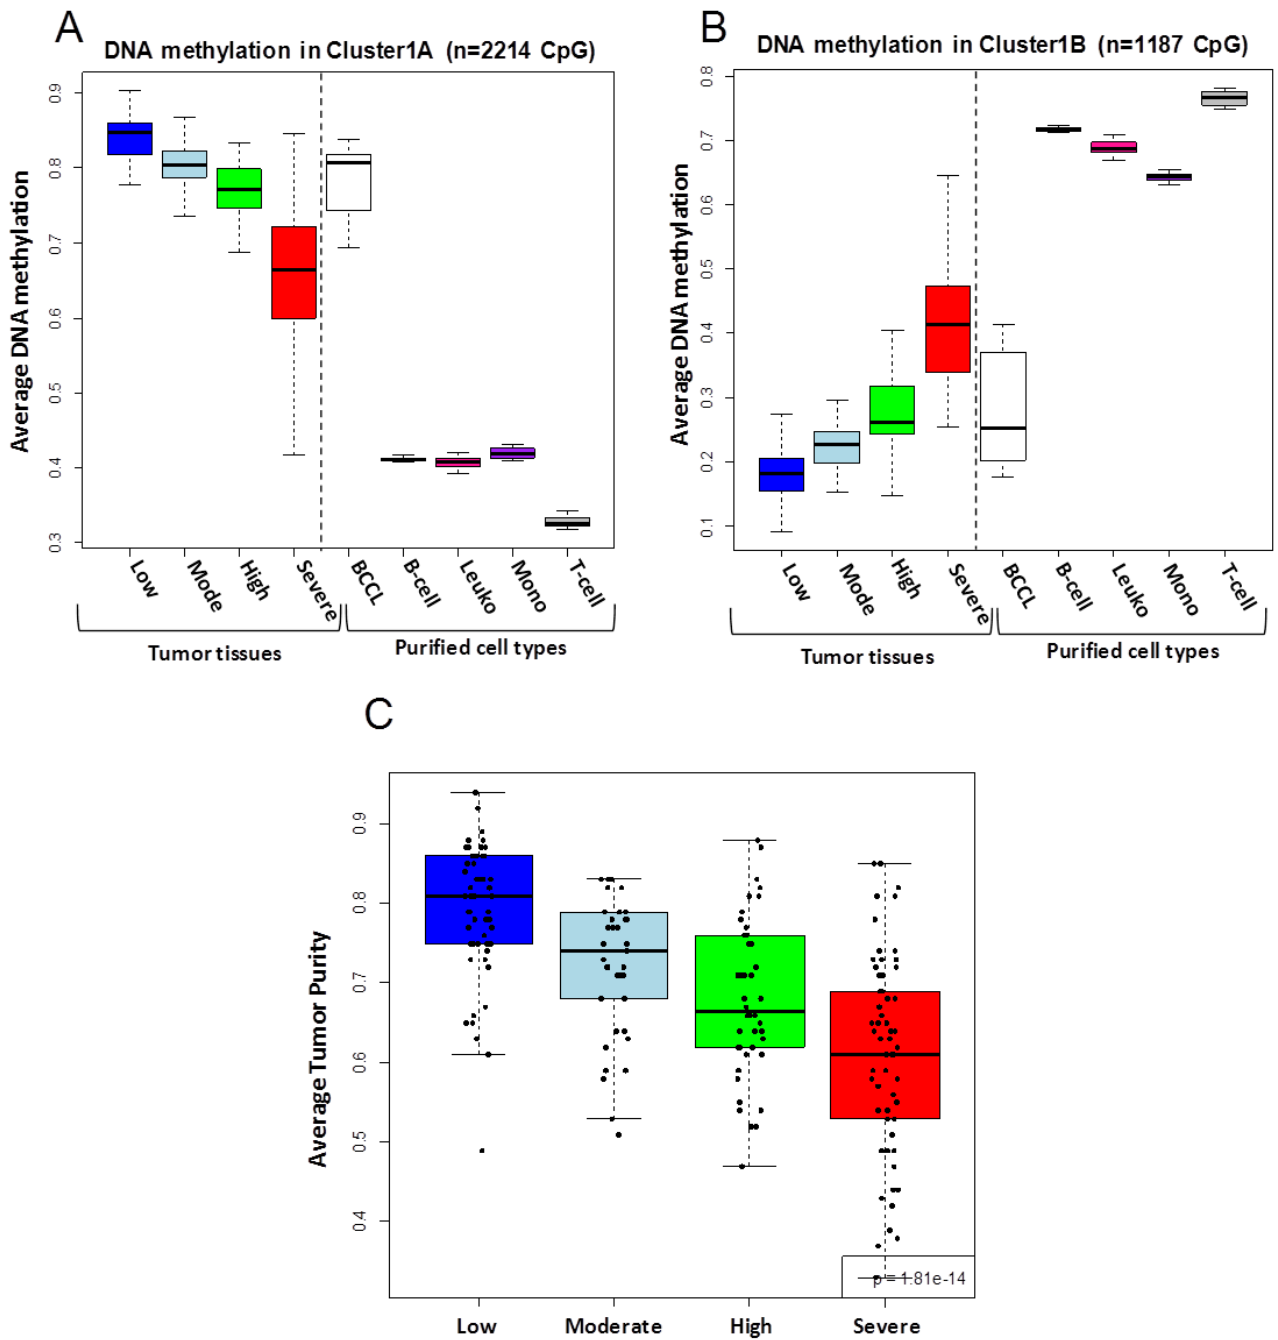 A
DNA methylation in Cluster1A (n=2214 CpG)
Average DNA methylation
0.9
0.8
0.7
0.6
0.5
0.4
0.3
Low
Mode
High
Severe
BCCL
B-cell
Leuko
Mono
T-cell
Tumor tissues
Purified cell types
B
DNA methylation in Cluster1B (n=1187 CpG)
Average DNA methylation
0.8
0.7
0.6
0.5
0.4
0.3
0.2
0.1
Low
Mode
High
Severe
BCCL
B-cell
Leuko
Mono
T-cell
Tumor tissues
Purified cell types
C
Average Tumor Purity
0.9
0.8
0.7
0.6
0.5
0.4
p = 1.81e-14
Low
Moderate
High
Severe